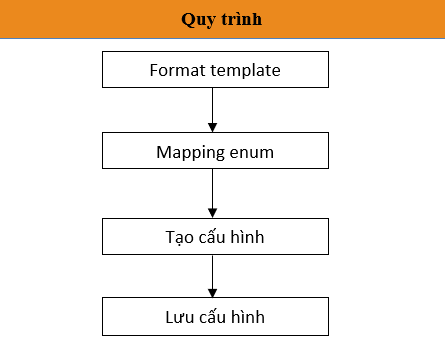 Quy trình
Format template
Mapping enum
Tạo cấu hình
Lưu cấu hình